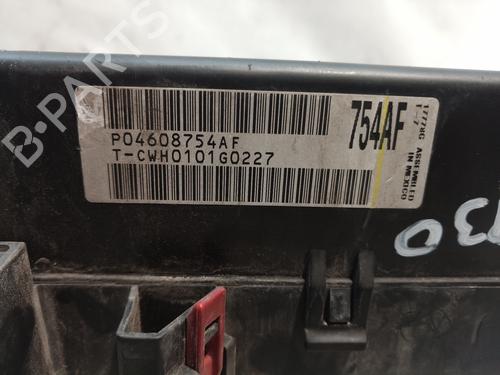 P04608754AF
T-CWH0101G0227
754AF
ASSEMBLED
IN MEXICO
B-PARTS